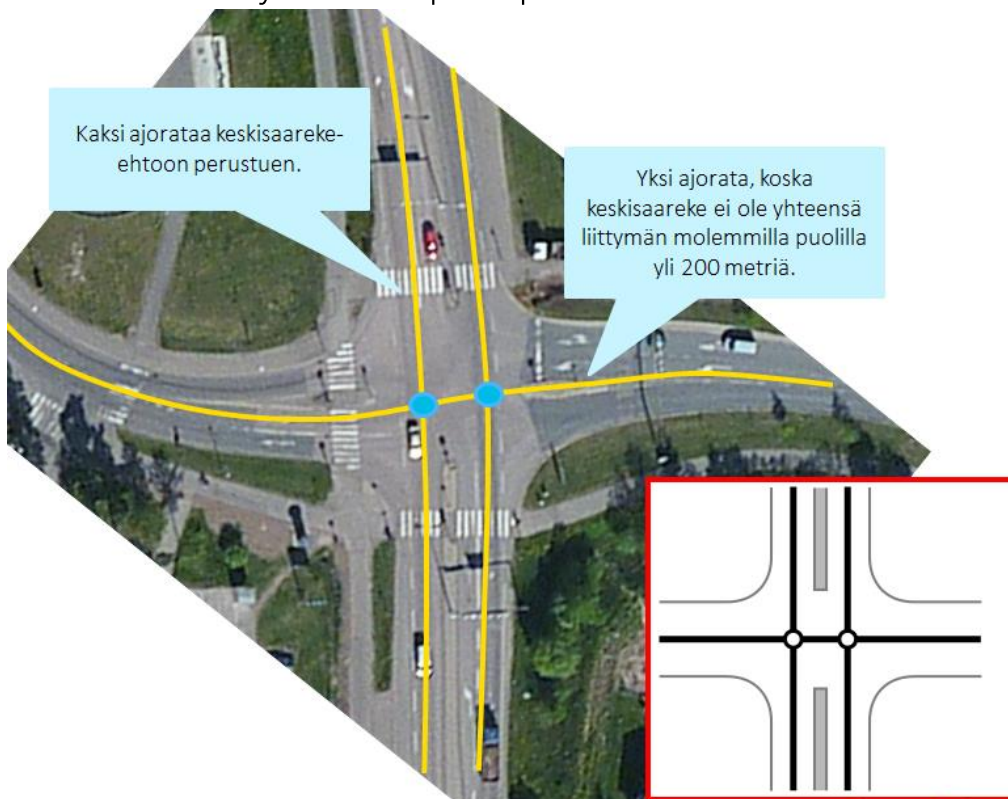 Kaksi ajorataa keskisaareke-
ehtoon perustuen.
Yksi ajorata, koska
keskisaareke ei ole yhteensä
liittymän molemmilla puolilla
yli 200 metriä.